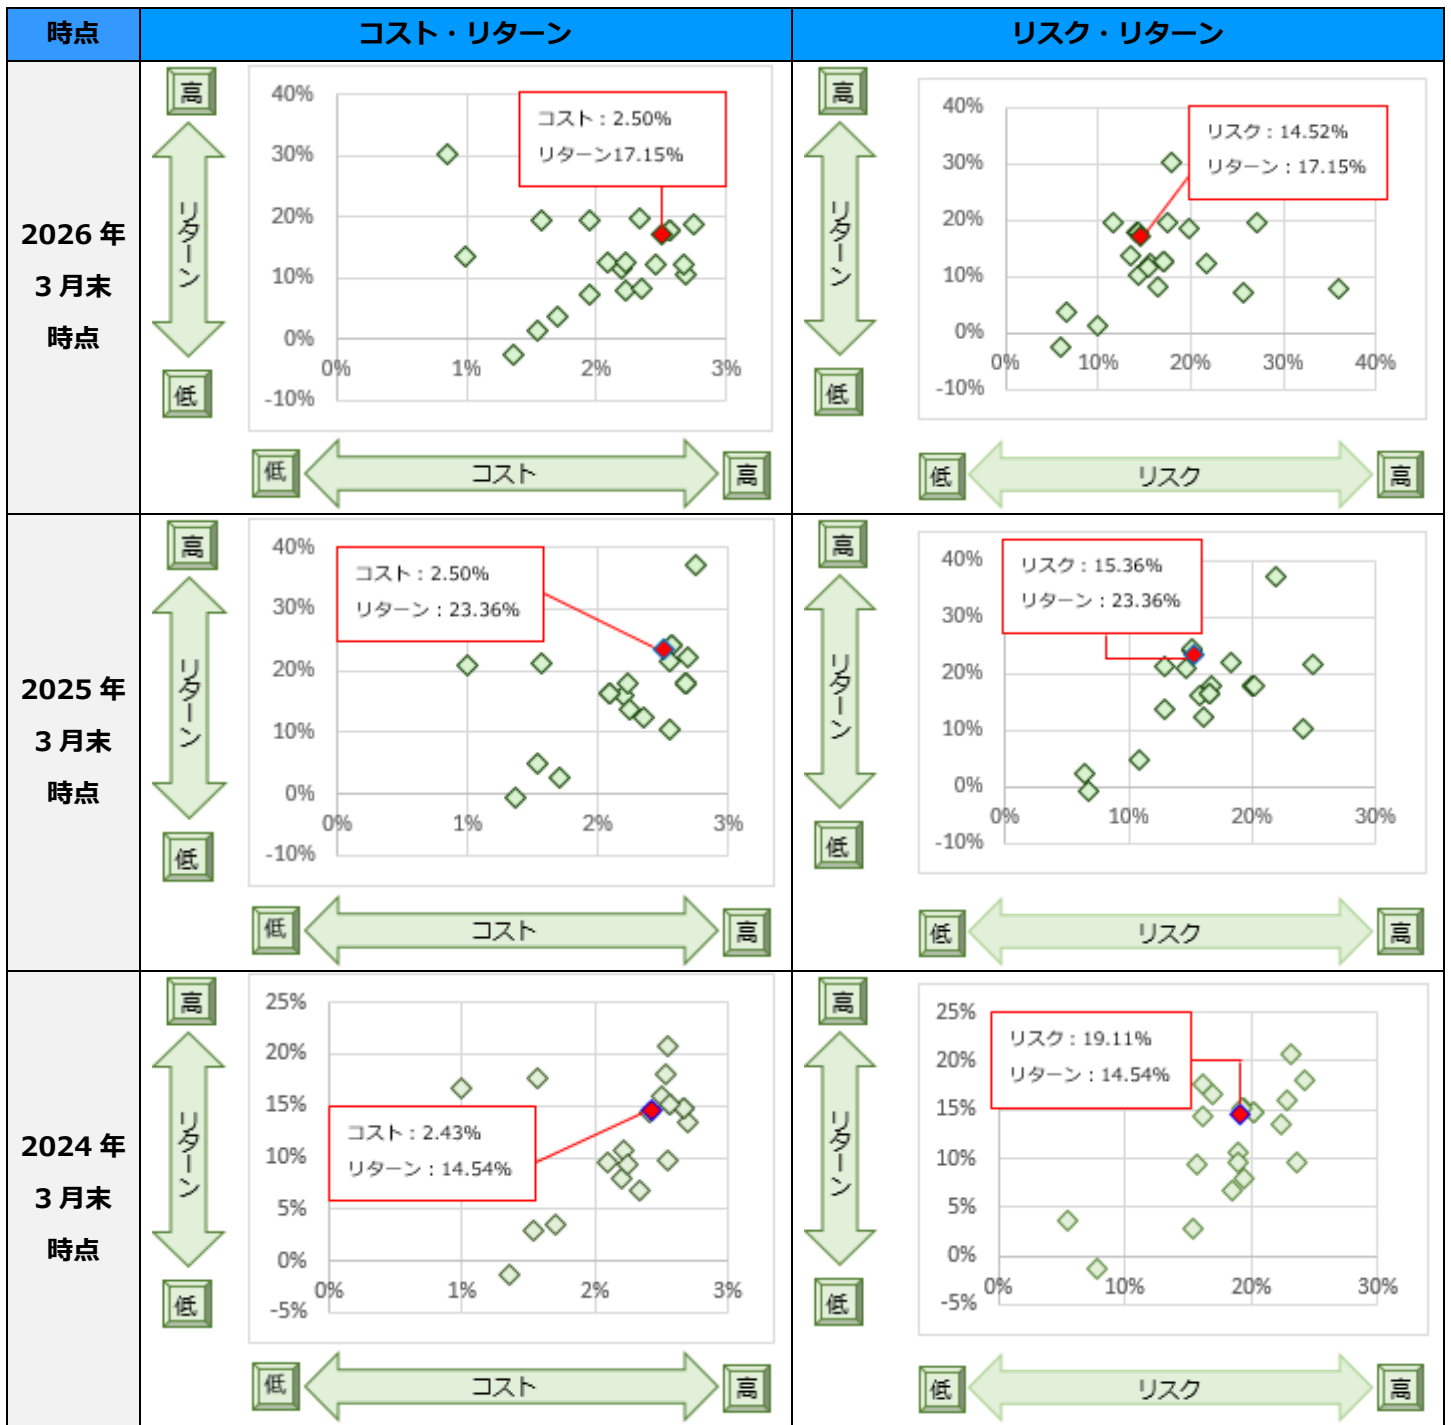 時点
コスト・リターン
リスク・リターン
2026 年
3 月末
時点
高
リターン
低
40%
30%
20%
10%
0%
-10%
0%
1%
2%
3%
コスト：2.50%
リターン17.15%
低
コスト
高
高
リターン
低
40%
30%
20%
10%
0%
-10%
0%
10%
20%
30%
40%
リスク：14.52%
リターン：17.15%
低
リスク
高
2025 年
3 月末
時点
高
リターン
低
40%
30%
20%
10%
0%
-10%
0%
1%
2%
3%
コスト：2.50%
リターン：23.36%
低
コスト
高
高
リターン
低
40%
30%
20%
10%
0%
-10%
0%
10%
20%
30%
リスク：15.36%
リターン：23.36%
低
リスク
高
2024 年
3 月末
時点
高
リターン
低
25%
20%
15%
10%
5%
0%
-5%
0%
1%
2%
3%
コスト：2.43%
リターン：14.54%
低
コスト
高
高
リターン
低
25%
20%
15%
10%
5%
0%
-5%
0%
10%
20%
30%
リスク：19.11%
リターン：14.54%
低
リスク
高